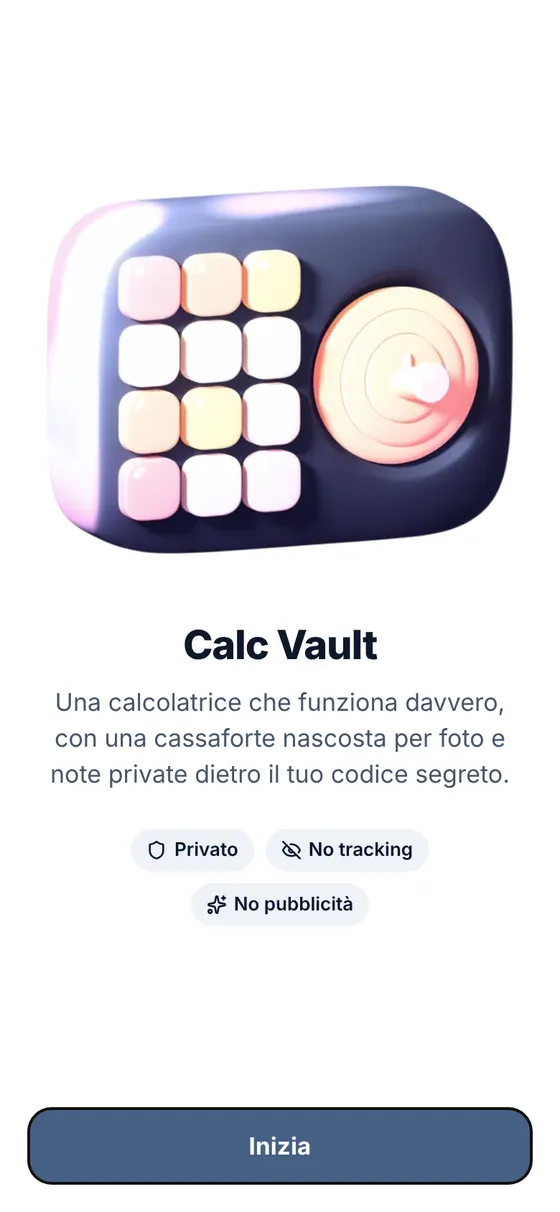 Calc Vault
Una calcolatrice che funziona davvero,
con una cassaforte nascosta per foto e
note private dietro il tuo codice segreto.
Privato
No tracking
No pubblicità
Inizia